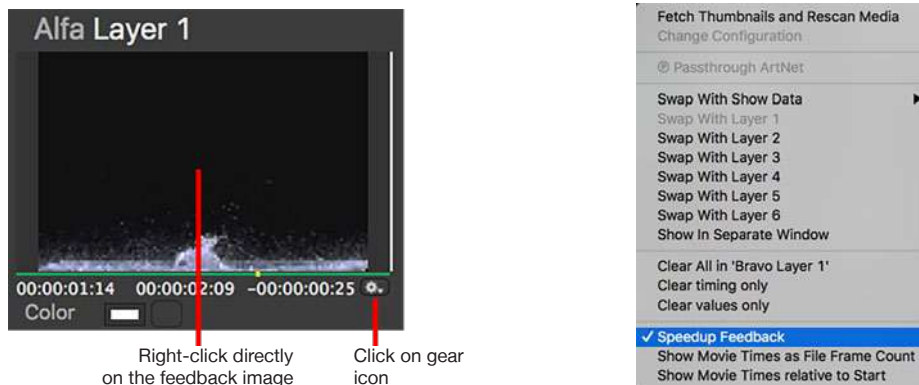 Alfa Layer 1
00:00:01:14 00:00:02:09 -00:00:00:25
Color
Right-click directly
on the feedback image
Click on gear
icon
Fetch Thumbnails and Rescan Media
Change Configuration
℗ Passthrough ArtNet
Swap With Show Data
Swap With Layer 1
Swap With Layer 2
Swap With Layer 3
Swap With Layer 4
Swap With Layer 5
Swap With Layer 6
Show In Separate Window
Clear All in 'Bravo Layer 1'
Clear timing only
Clear values only
✓ Speedup Feedback
Show Movie Times as File Frame Count
Show Movie Times relative to Start